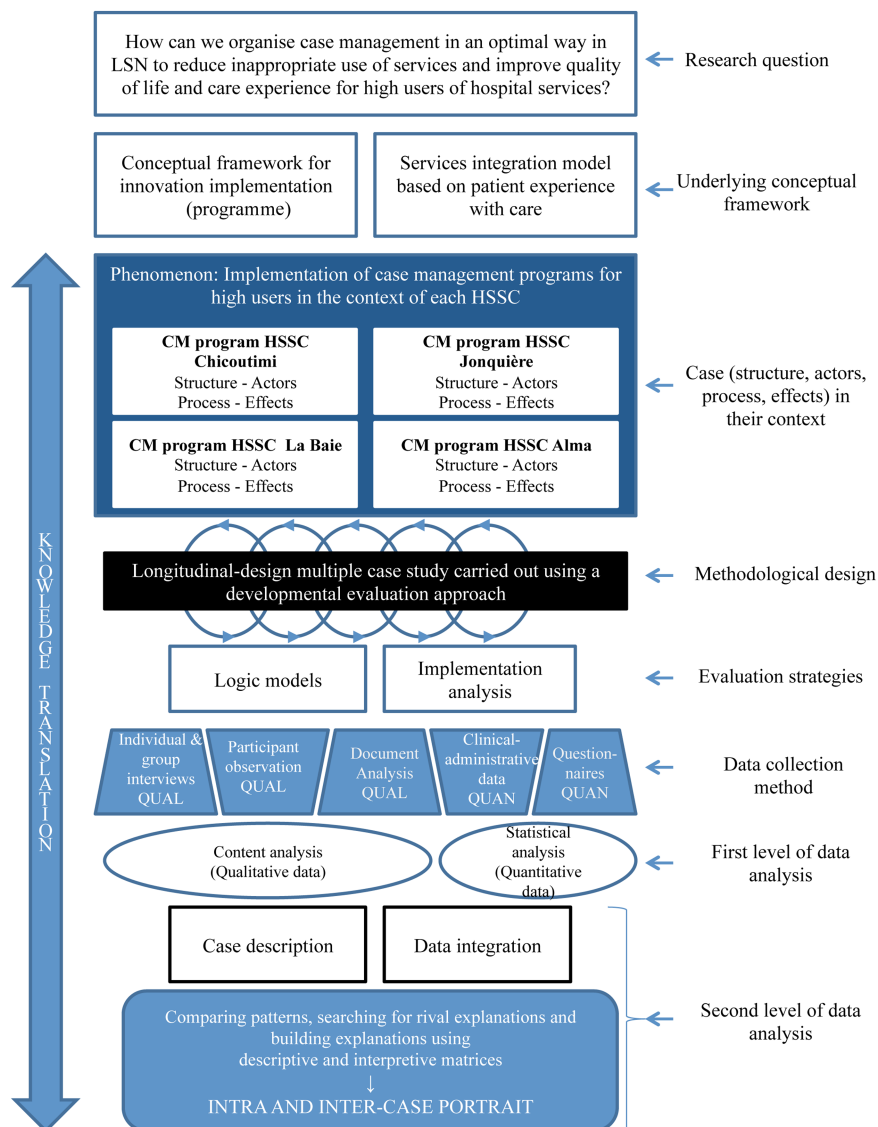 How can we organise case management in an optimal way in
LSN to reduce inappropriate use of services and improve quality
of life and care experience for high users of hospital services?
Research question
Conceptual framework for
innovation implementation
(programme)
Services integration model
based on patient experience
with care
Underlying conceptual
framework
Phenomenon: Implementation of case management programs for
high users in the context of each HSSC
CM program HSSC
Chicoutimi
Structure - Actors
Process - Effects
CM program HSSC
Jonquière
Structure - Actors
Process - Effects
CM program HSSC La Baie
Structure - Actors
Process - Effects
CM program HSSC Alma
Structure - Actors
Process - Effects
Case (structure, actors,
process, effects) in
their context
KNOWLEDGE TRANSLATION
Longitudinal-design multiple case study carried out using a
developmental evaluation approach
Methodological design
Logic models
Implementation
analysis
Evaluation strategies
Individual &
group
interviews
QUAL
Participant
observation
QUAL
Document
Analysis
QUAL
Clinical-
administrative
data
QUAN
Question-
naires
QUAN
Data collection
method
Content analysis
(Qualitative data)
Statistical
analysis
(Quantitative
data)
First level of data
analysis
Case description
Data integration
Comparing patterns, searching for rival explanations and
building explanations using
descriptive and interpretive matrices
↓
INTRA AND INTER-CASE PORTRAIT
Second level of data
analysis